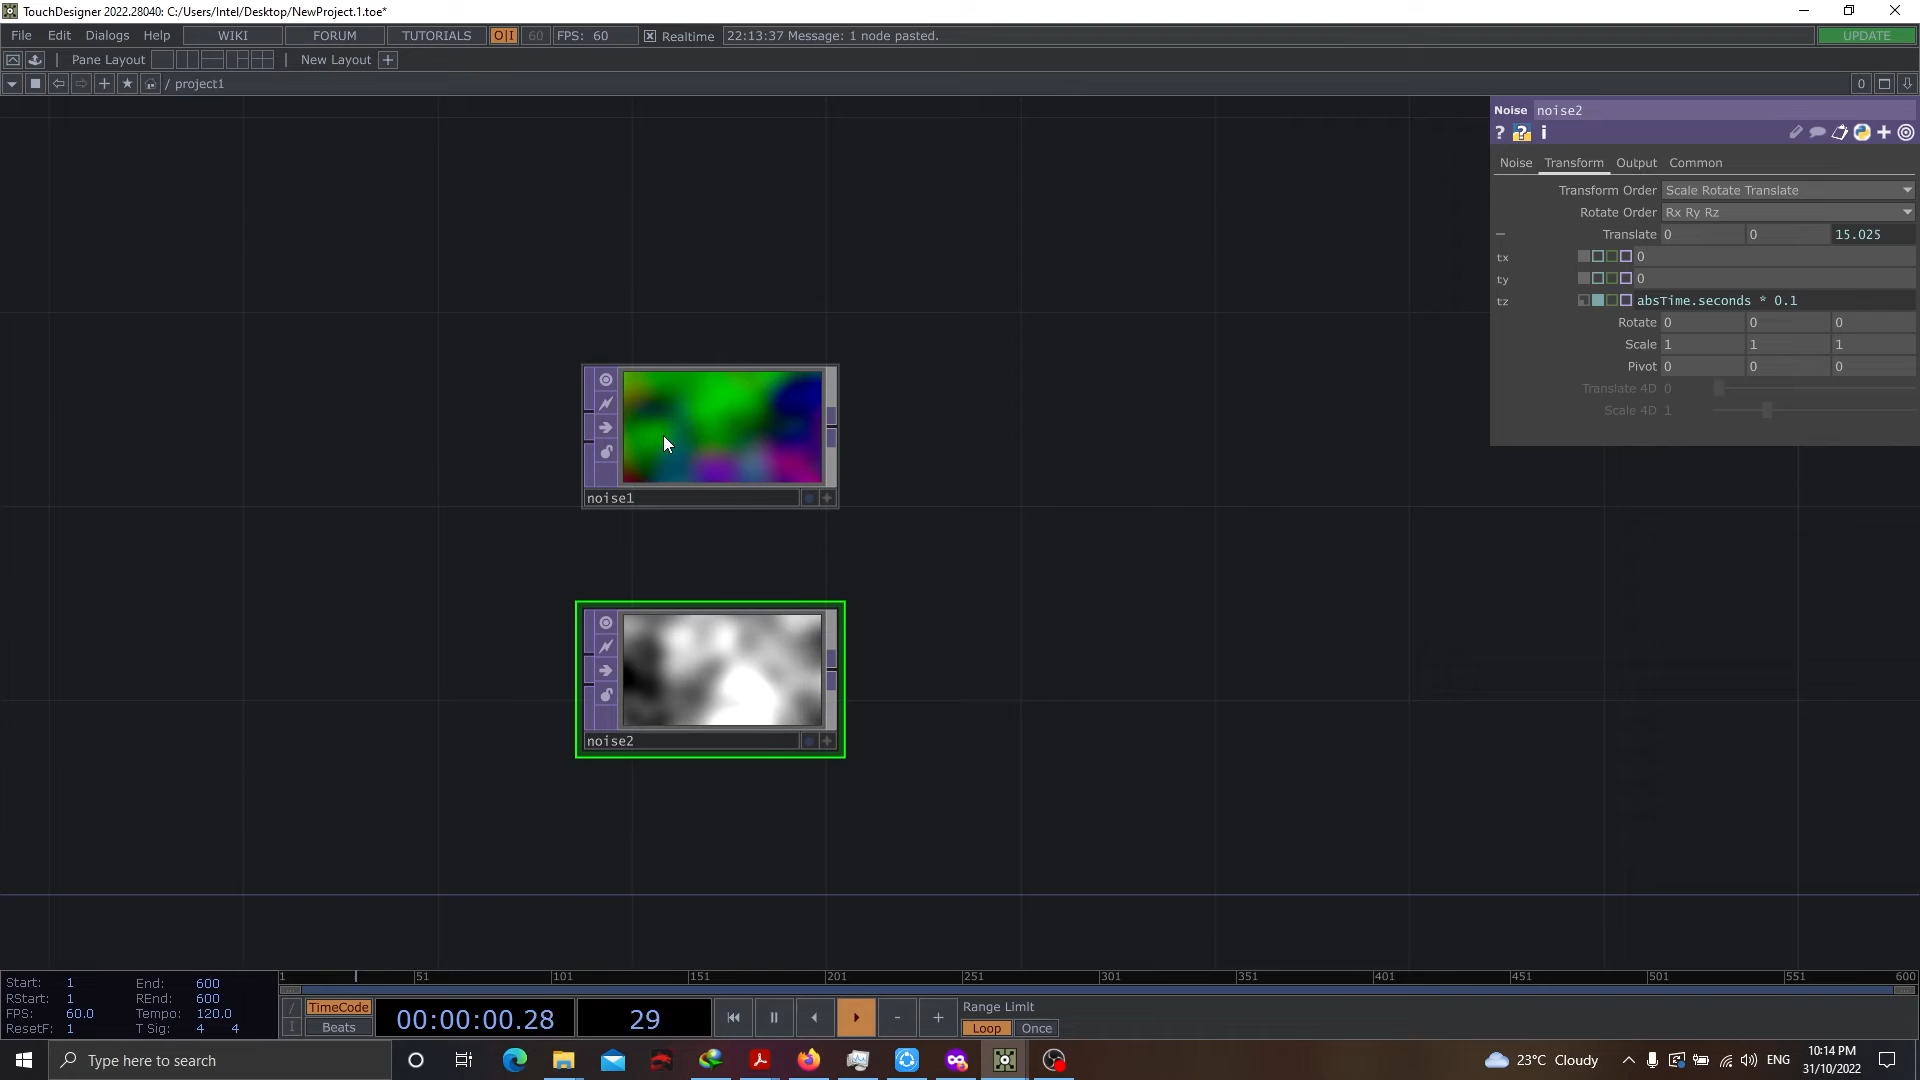 TouchDesigner 2022.28040: C:/Users/Intel/Desktop/NewProject.1.toe*
File Edit Dialogs Help WIKI FORUM TUTORIALS O|I 60 FPS: 60 Realtime 22:13:37 Message: 1 node pasted. UPDATE
Pane Layout New Layout +
/ project1 0
Noise noise2
? ? i
Noise Transform Output Common
Transform Order Scale Rotate Translate
Rotate Order Rx Ry Rz
Translate 0 0 15.025
tx 0
ty 0
tz absTime.seconds * 0.1
Rotate 0 0 0
Scale 1 1 1
Pivot 0 0 0
Translate 4D 0
Scale 4D 1
noise1
noise2
1 51 101 151 201 251 301 351 401 451 501 551 600
Start: 1 End: 600
RStart: 1 REnd: 600
FPS: 60.0 Tempo: 120.0
ResetF: 1 T Sig: 4 4
TimeCode
Beats
00:00:00.28 29
Range Limit
Loop Once
Type here to search
23°C Cloudy
ENG
10:14 PM
31/10/2022